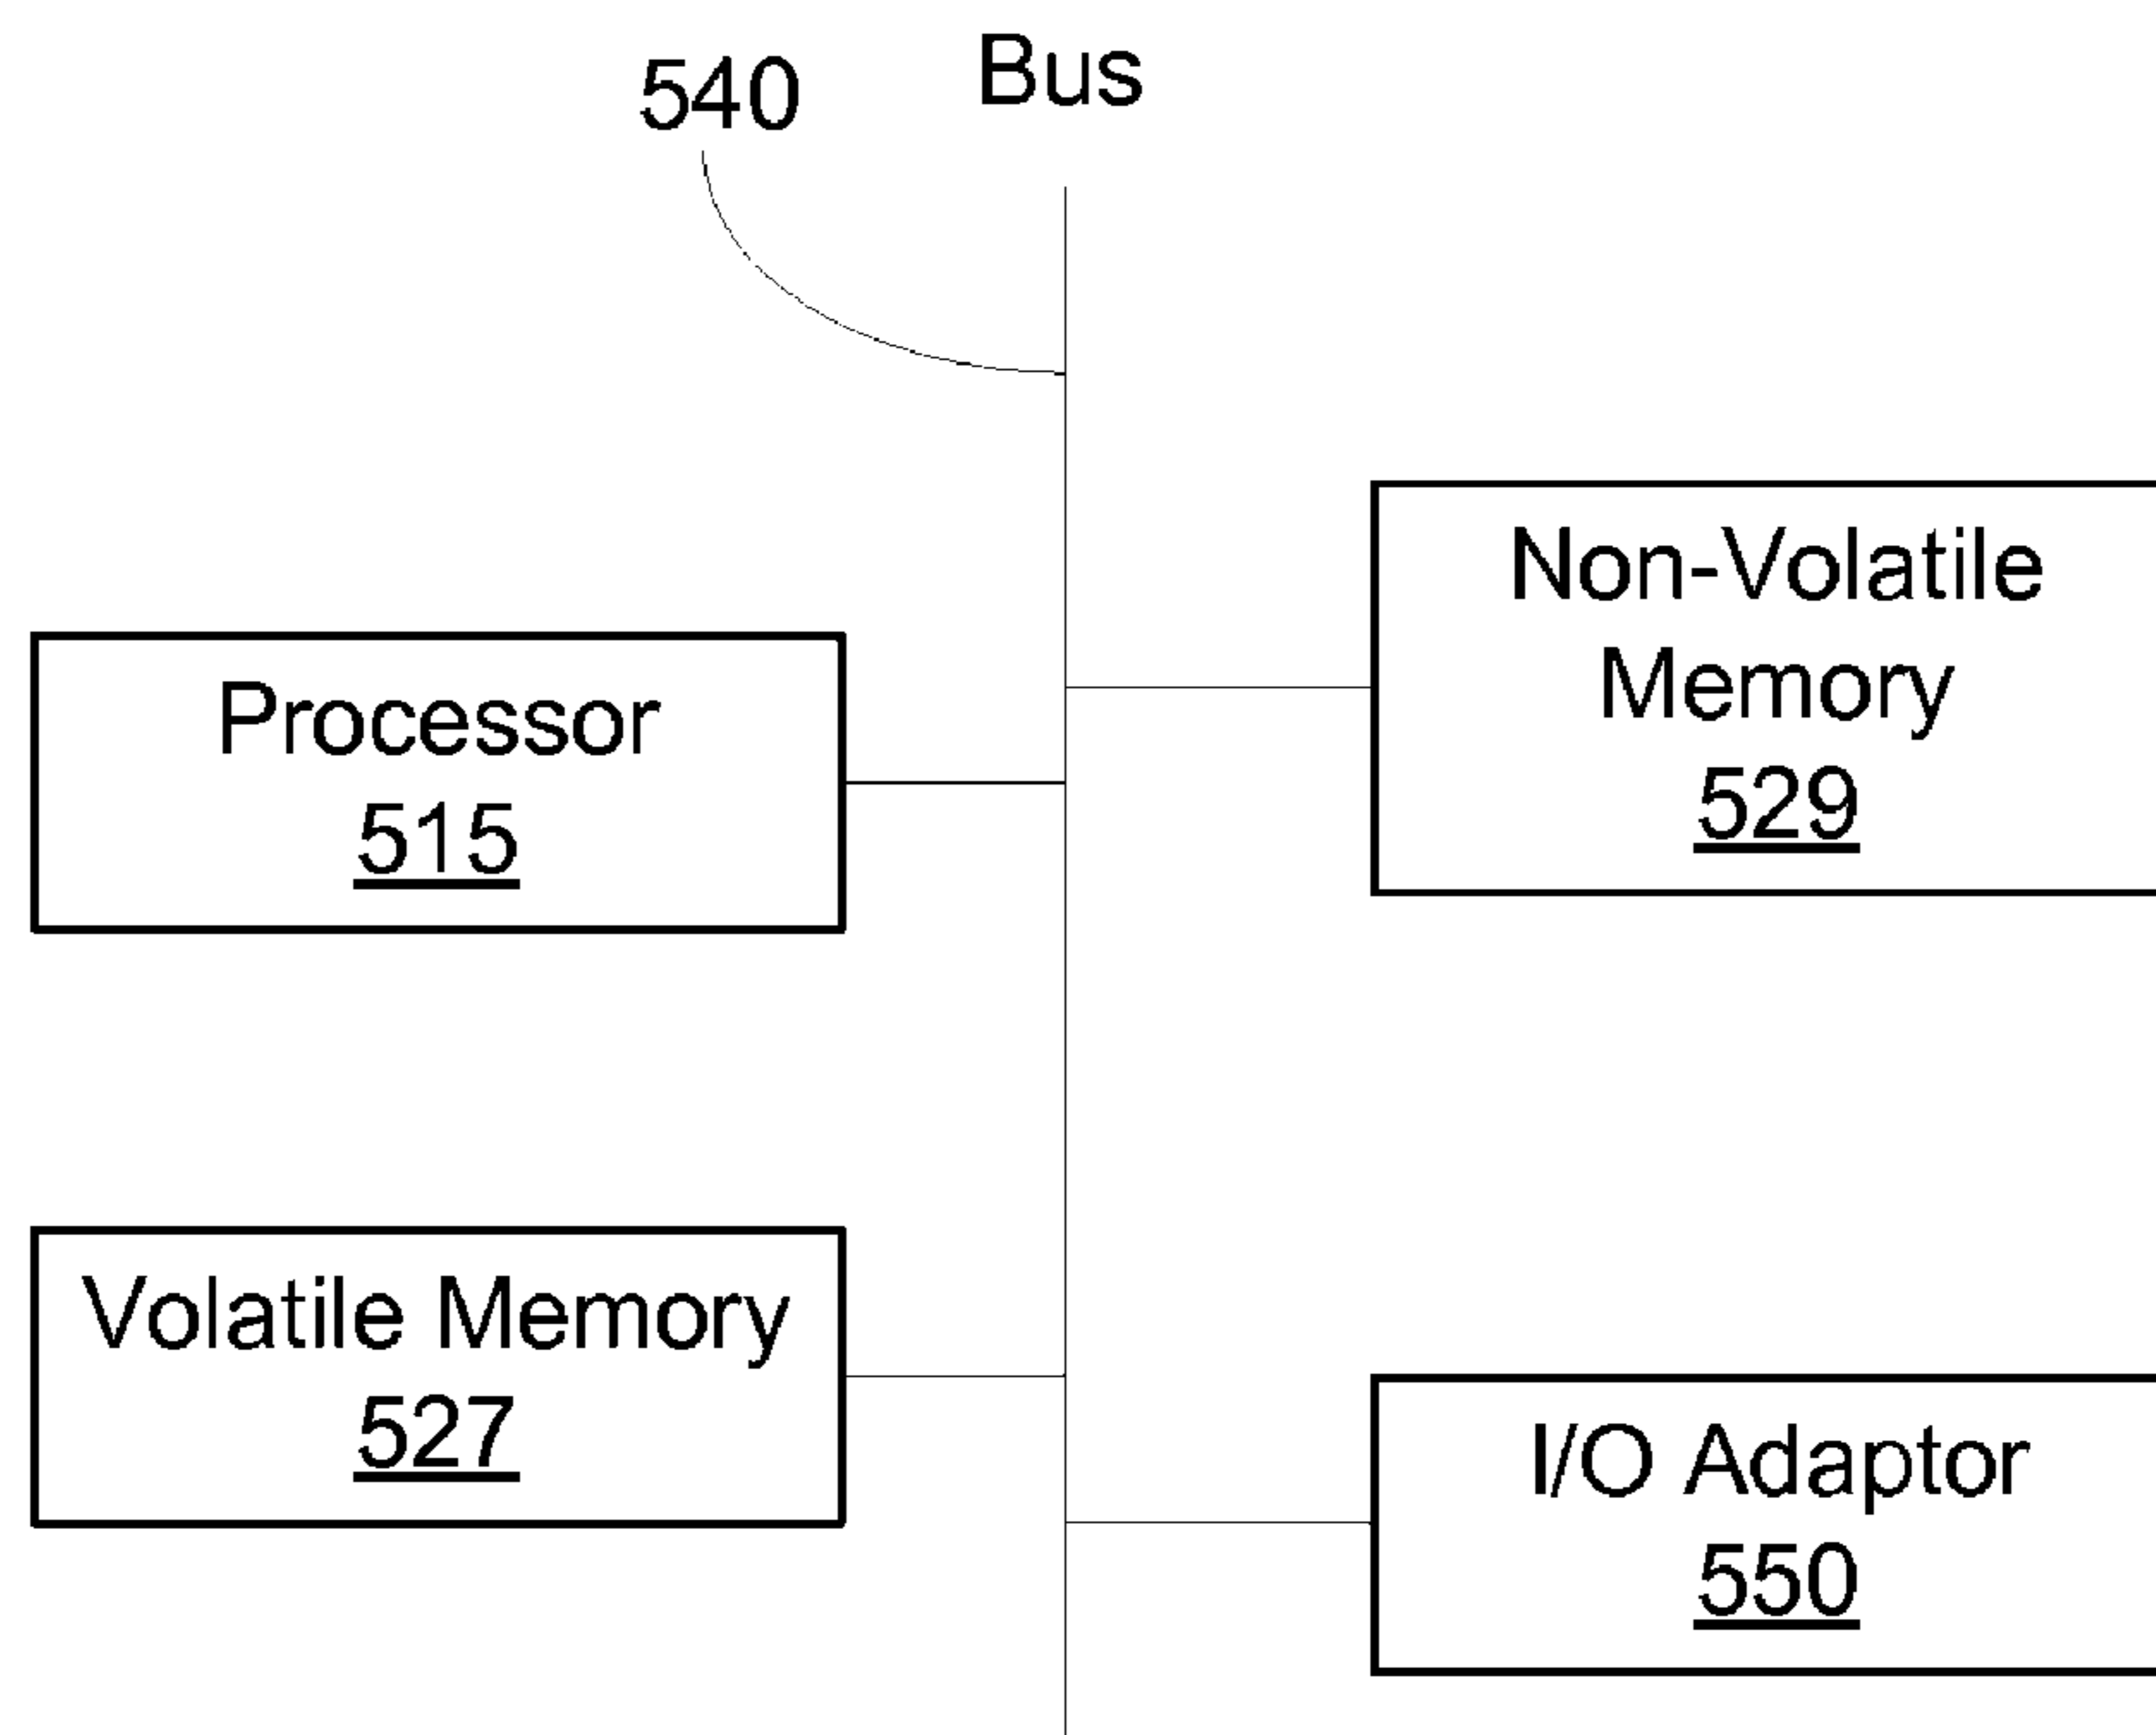 540
Bus
Non-Volatile
Memory
529
Processor
515
Volatile Memory
527
I/O Adaptor
550